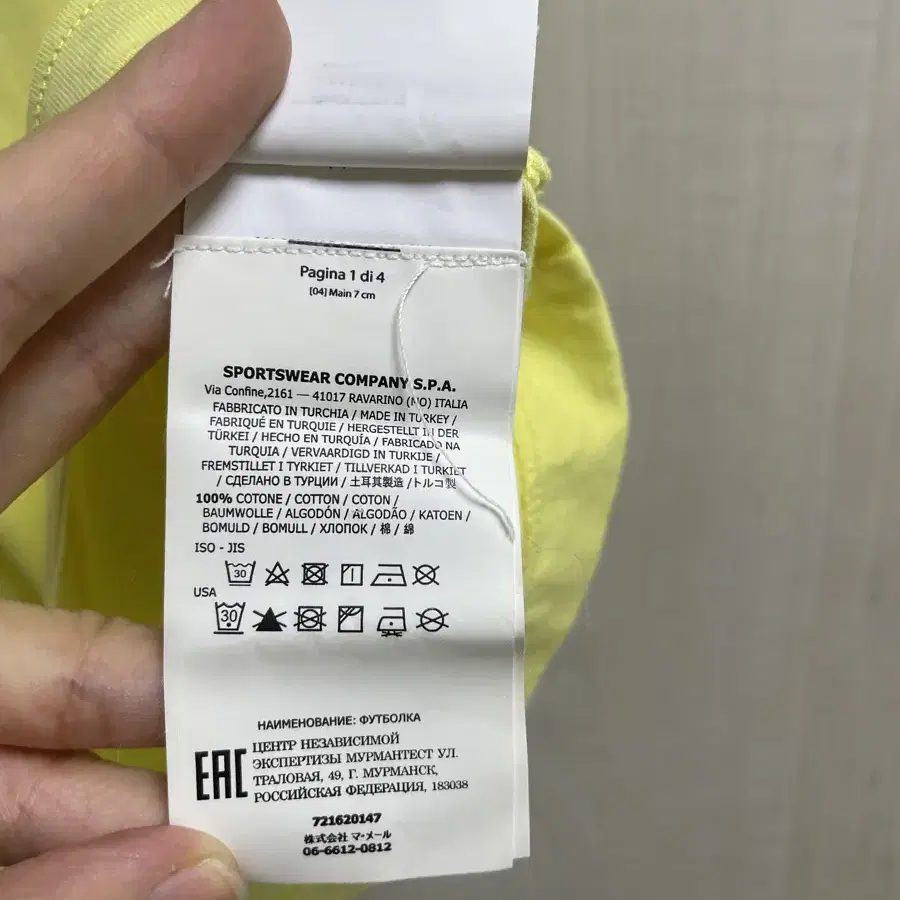 Pagina 1 di 4
[04] Main 7 cm
SPORTSWEAR COMPANY S.P.A.
Via Confine,2161 — 41017 RAVARINO (MO) ITALIA
FABBRICATO IN TURCHIA / MADE IN TURKEY /
FABRIQUÉ EN TURQUIE / HERGESTELLT IN DER
TÜRKEI / HECHO EN TURQUÍA / FABRICADO NA
TURQUIA / VERVAARDIGD IN TURKIJE /
FREMSTILLET I TYRKIET / TILLVERKAD I TURKIET
/ СДЕЛАНО В ТУРЦИИ / 土耳其製造 / トルコ製
100% COTONE / COTTON / COTON /
BAUMWOLLE / ALGODÓN / ALGODÃO / KATOEN /
BOMULD / BOMULL / ХЛОПОК / 棉 / 綿
ISO - JIS
30
USA
30
НАИМЕНОВАНИЕ: ФУТБОЛКА
EAC
ЦЕНТР НЕЗАВИСИМОЙ
ЭКСПЕРТИЗЫ МУРМАНТЕСТ УЛ.
ТРАЛОВАЯ, 49, Г. МУРМАНСК,
РОССИЙСКАЯ ФЕДЕРАЦИЯ, 183038
721620147
株式会社 マ・メール
06-6612-0812